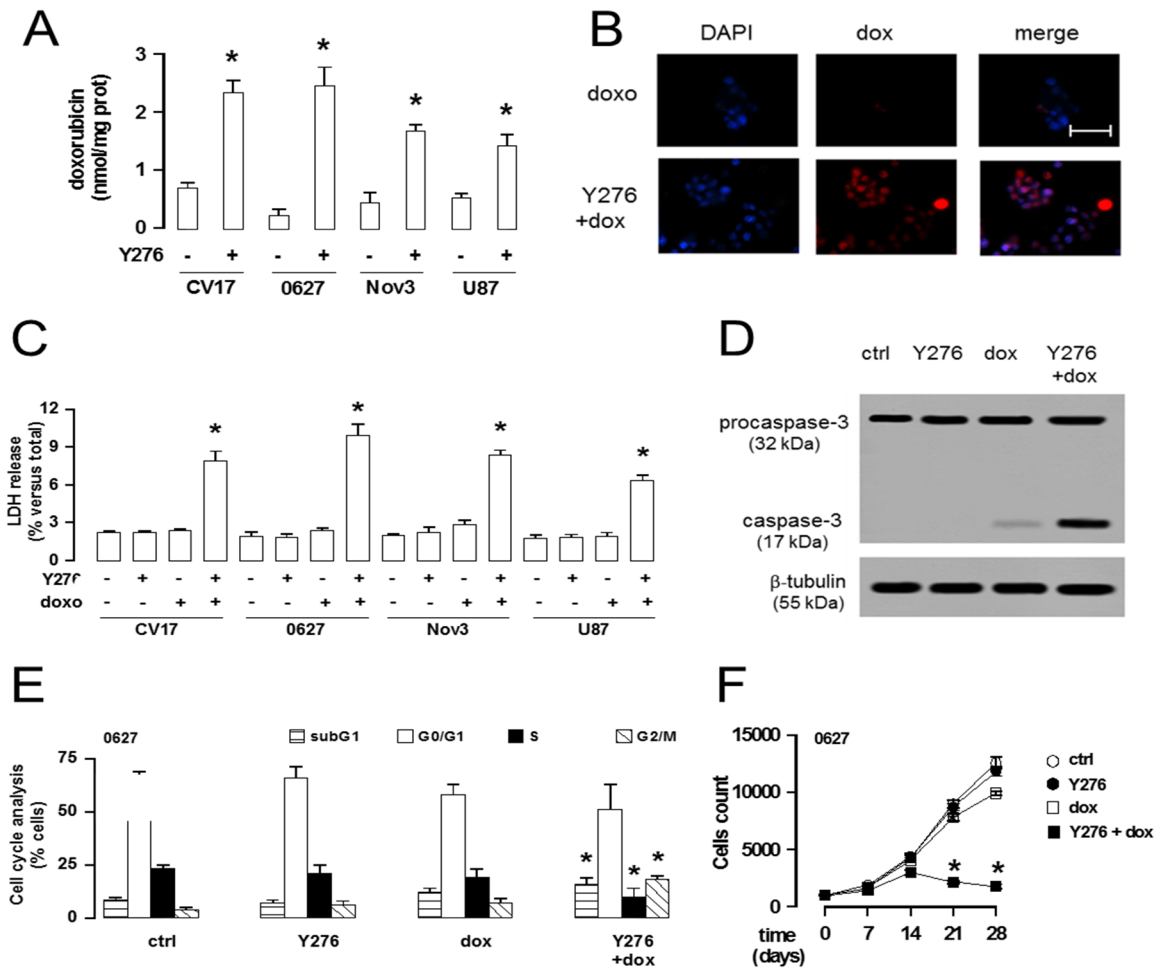 A
doxorubicin
(nmol/mg prot)
3
2
1
0
* * * *
Y276 - + - + - + - +
CV17 0627 Nov3 U87
B
DAPI dox merge
doxo
Y276
+dox
C
LDH release
(% versus total)
12
9
6
3
0
* * * *
Y276 - + - + - + - + - + - + - + - +
doxo - - + + - - + + - - + + - - + +
CV17 0627 Nov3 U87
D
ctrl Y276 dox Y276
+dox
procaspase-3
(32 kDa)
caspase-3
(17 kDa)
β-tubulin
(55 kDa)
E
0627
subG1 G0/G1 S G2/M
Cell cycle analysis
(% cells)
75
50
25
0
* * *
ctrl Y276 dox Y276
+dox
F
0627
Cells count
15000
10000
5000
0
* *
ctrl
Y276
dox
Y276 + dox
time
(days)
0 7 14 21 28